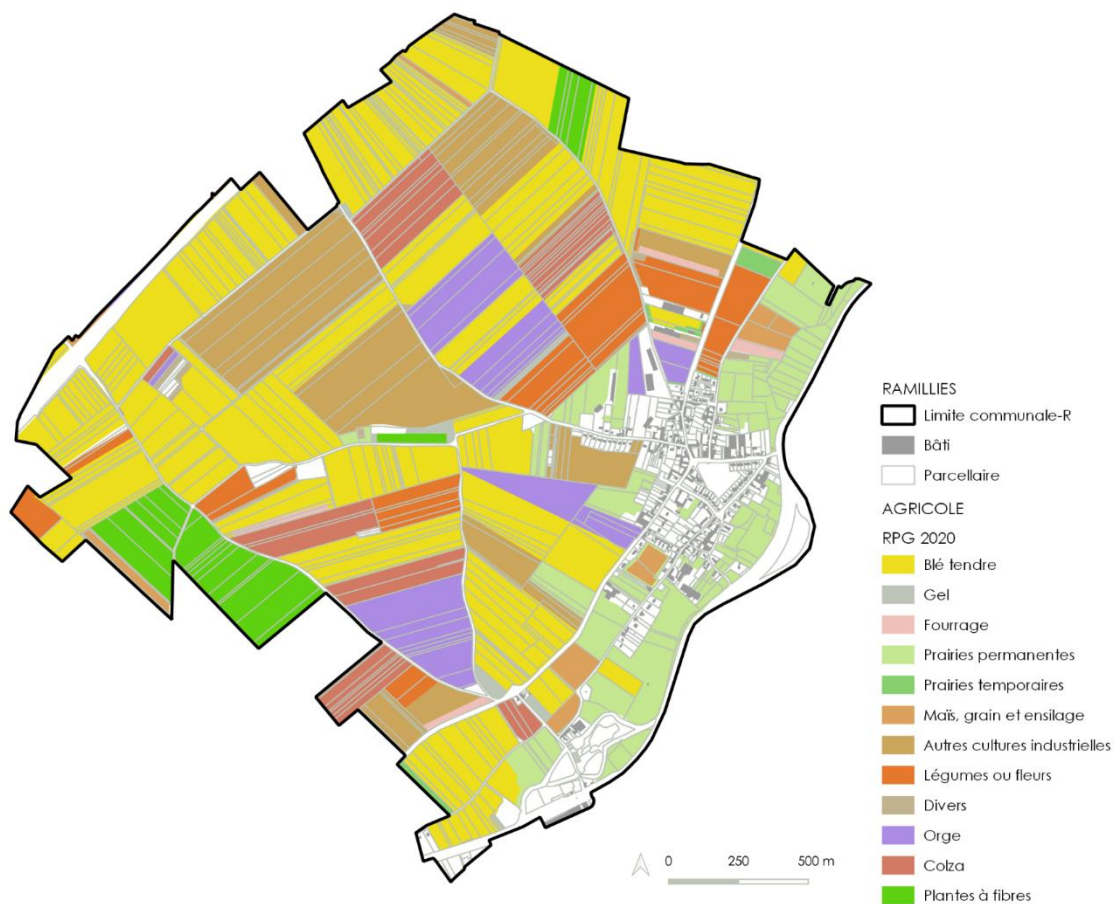 RAMILLIES
Limite communale-R
Bâti
Parcellaire
AGRICOLE
RPG 2020
Blé tendre
Gel
Fourrage
Prairies permanentes
Prairies temporaires
Maïs, grain et ensilage
Autres cultures industrielles
Légumes ou fleurs
Divers
Orge
Colza
Plantes à fibres
0 250 500 m